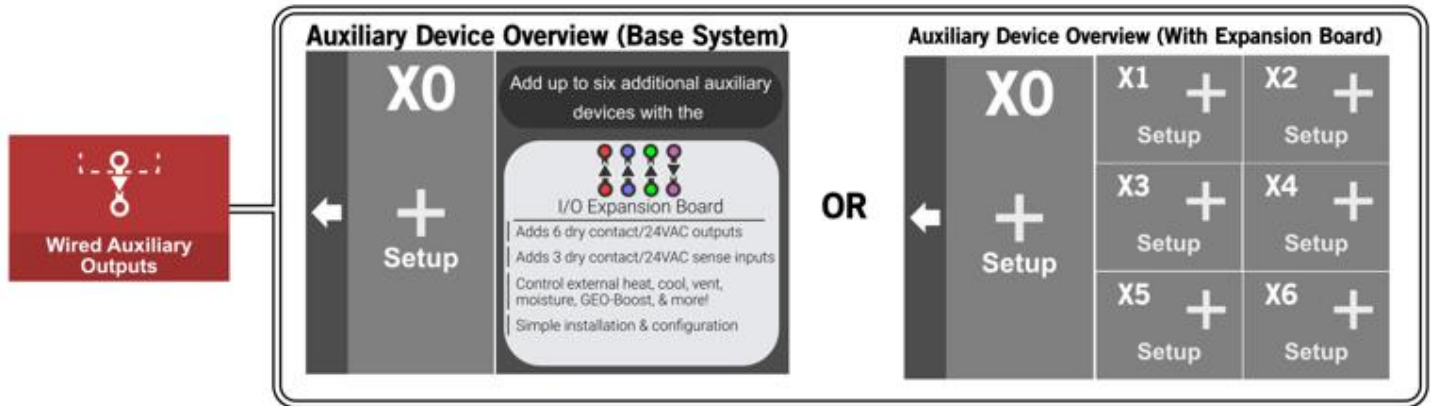 Auxiliary Device Overview (Base System)
X0
+
Setup
Add up to six additional auxiliary
devices with the
I/O Expansion Board
Adds 6 dry contact/24VAC outputs
Adds 3 dry contact/24VAC sense inputs
Control external heat, cool, vent,
moisture, GEO-Boost, & more!
Simple installation & configuration
Wired Auxiliary
Outputs
OR
Auxiliary Device Overview (With Expansion Board)
X0
+
Setup
X1 +
Setup
X2 +
Setup
X3 +
Setup
X4 +
Setup
X5 +
Setup
X6 +
Setup